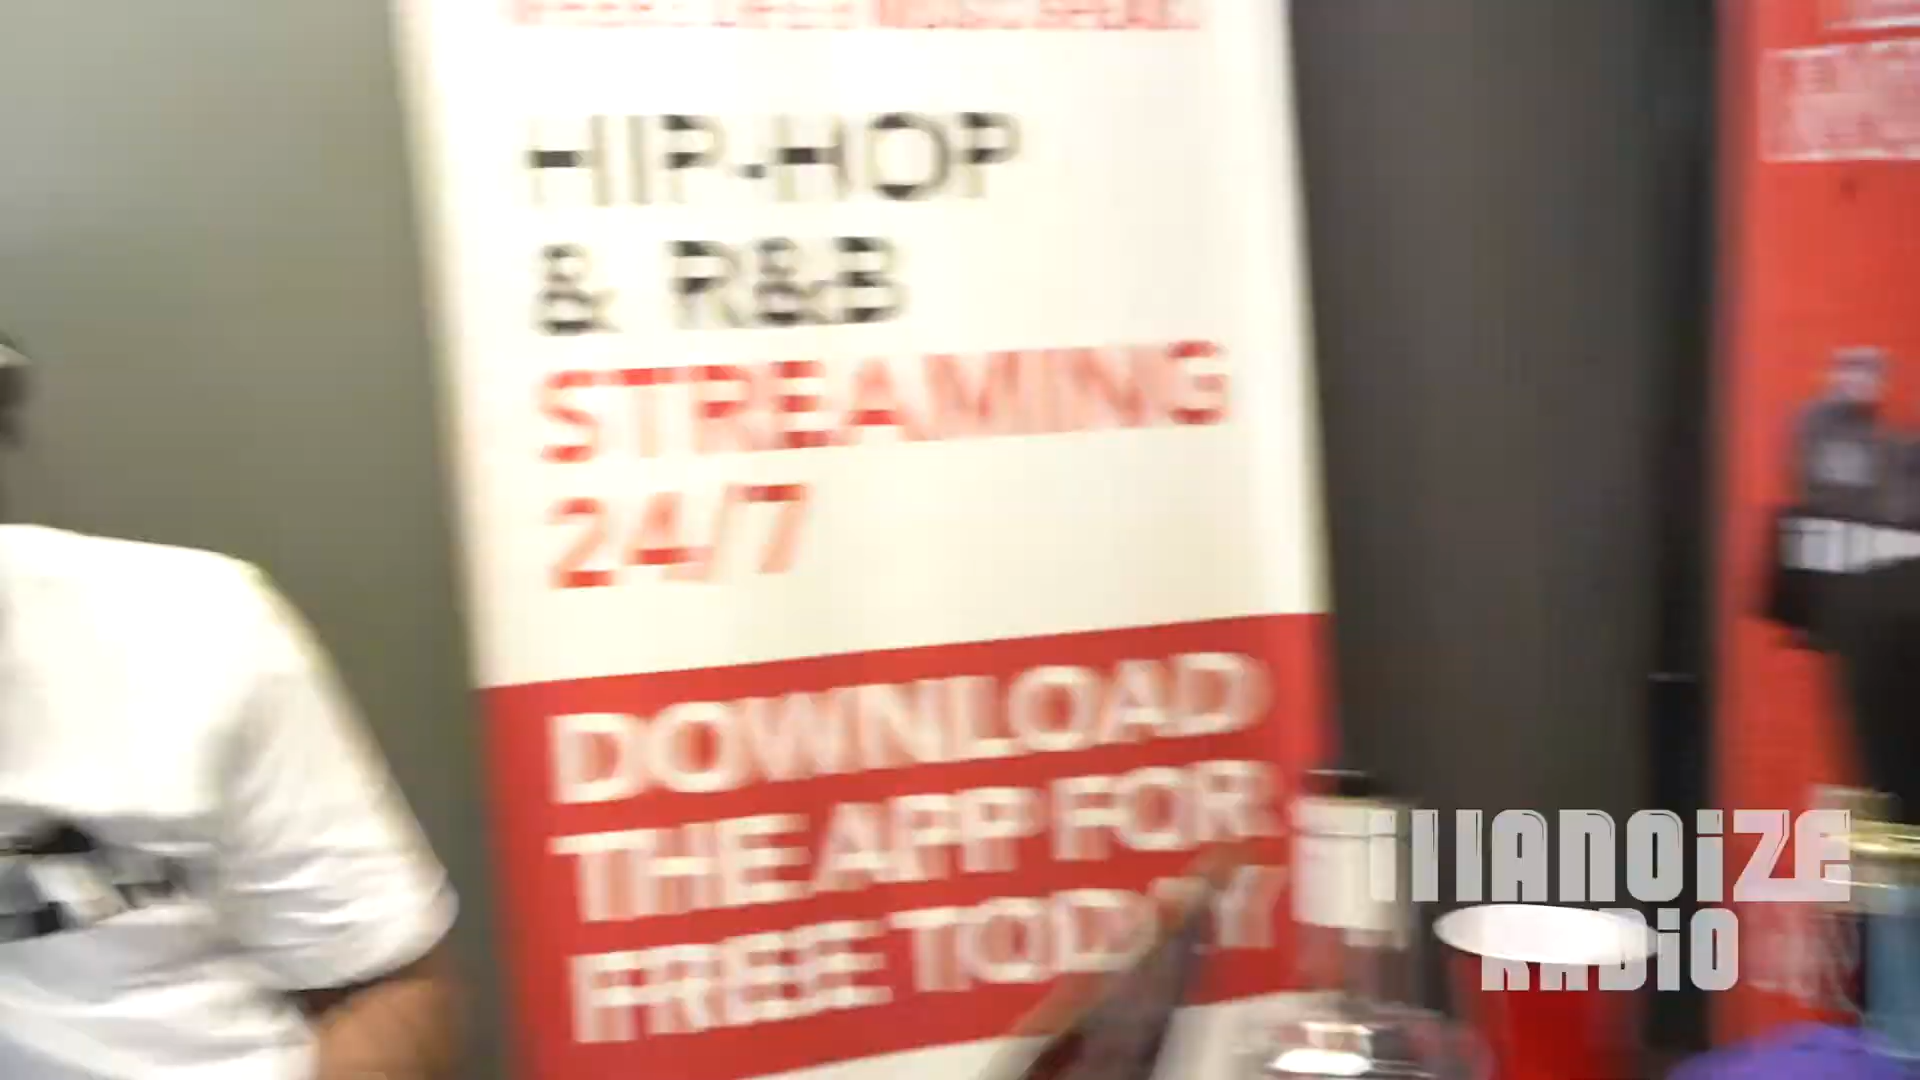 HIP-HOP
& R&B
STREAMING
24/7
DOWNLOAD
THE APP FOR
FREE TODAY
illANOiZE
RADiO